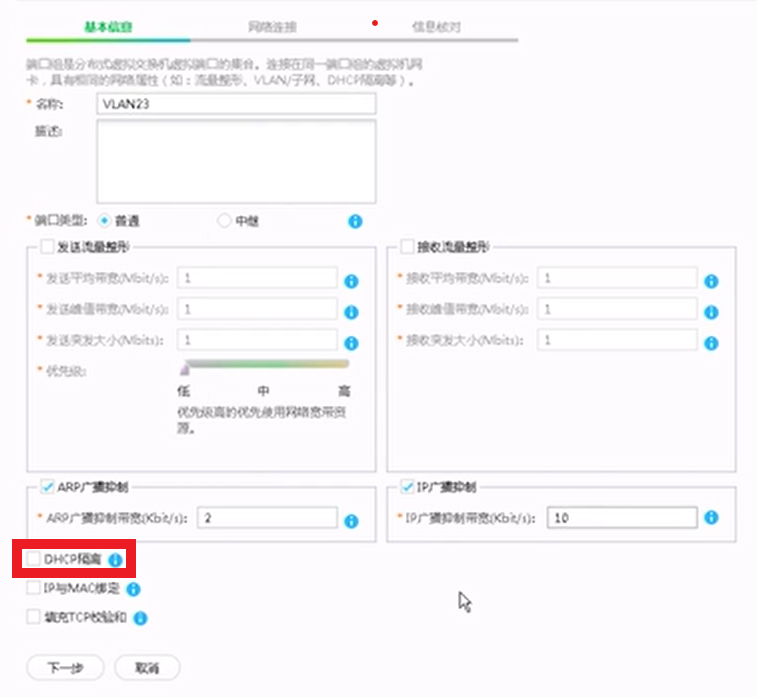 基本信息
网络连接
信息核对
端口组是分布式虚拟交换机虚拟端口的集合。连接在同一端口组的虚拟机网
卡，具有相同的网络属性（如：流量整形、VLAN/子网、DHCP隔离等）。
* 名称: VLAN23
描述:
* 端口类型: 普通 中继
发送流量整形
* 发送平均带宽(Mbit/s): 1
* 发送峰值带宽(Mbit/s): 1
* 发送突发大小(Mbits): 1
* 优先级:
低 中 高
优先级高的优先使用网络宽带资
源。
接收流量整形
* 接收平均带宽(Mbit/s): 1
* 接收峰值带宽(Mbit/s): 1
* 接收突发大小(Mbits): 1
ARP广播抑制
* ARP广播抑制带宽(Kbit/s): 2
IP广播抑制
* IP广播抑制带宽(Kbit/s): 10
DHCP隔离
IP与MAC绑定
填充TCP校验和
下一步 取消